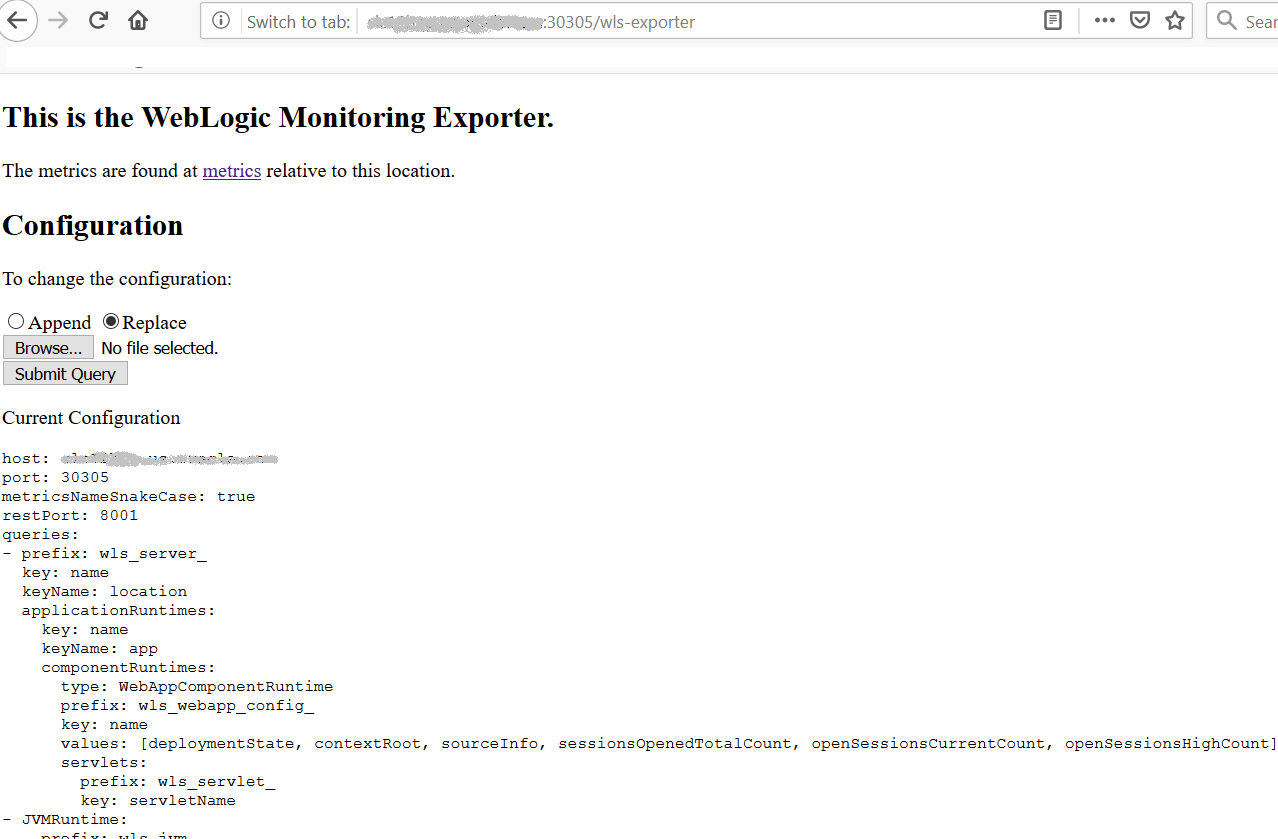 Switch to tab: :30305/wls-exporter
Sear
This is the WebLogic Monitoring Exporter.
The metrics are found at metrics relative to this location.
Configuration
To change the configuration:
Append Replace
Browse... No file selected.
Submit Query
Current Configuration
host:
port: 30305
metricsNameSnakeCase: true
restPort: 8001
queries:
- prefix: wls_server_
key: name
keyName: location
applicationRuntimes:
key: name
keyName: app
componentRuntimes:
type: WebAppComponentRuntime
prefix: wls_webapp_config_
key: name
values: [deploymentState, contextRoot, sourceInfo, sessionsOpenedTotalCount, openSessionsCurrentCount, openSessionsHighCount]
servlets:
prefix: wls_servlet_
key: servletName
- JVMRuntime:
prefix: wls_jvm_